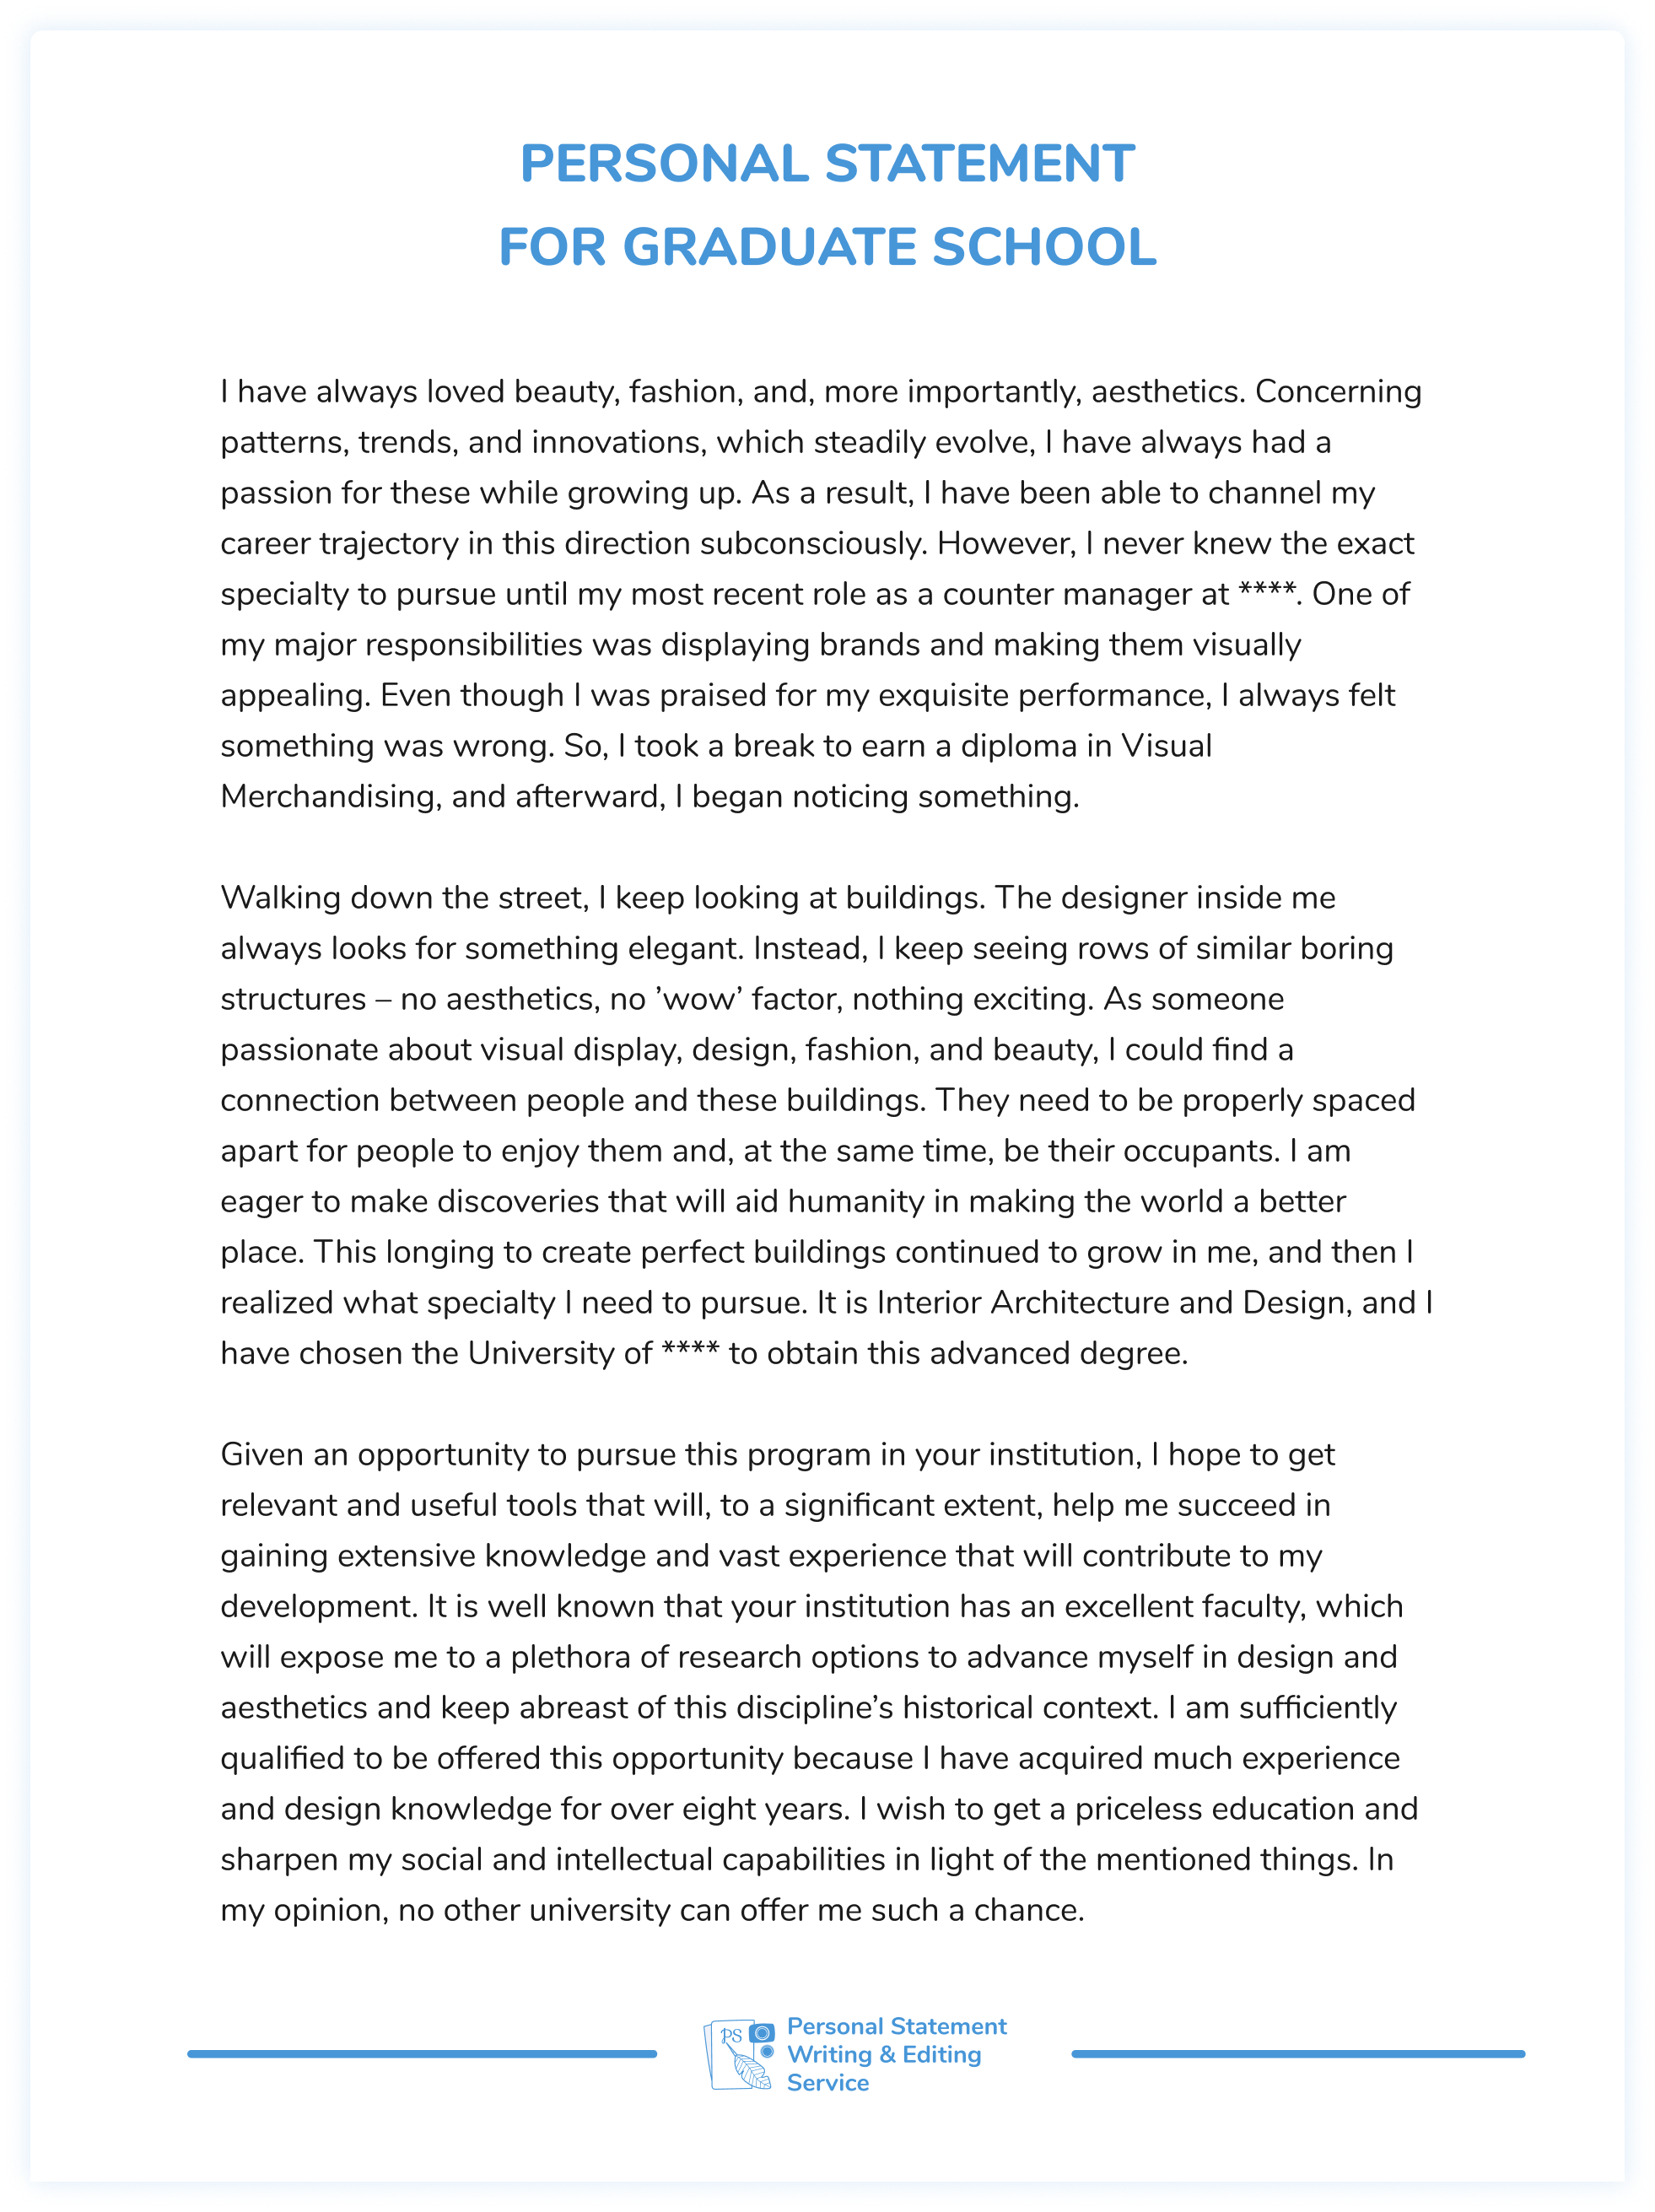 PERSONAL STATEMENT
FOR GRADUATE SCHOOL
I have always loved beauty, fashion, and, more importantly, aesthetics. Concerning
patterns, trends, and innovations, which steadily evolve, I have always had a
passion for these while growing up. As a result, I have been able to channel my
career trajectory in this direction subconsciously. However, I never knew the exact
specialty to pursue until my most recent role as a counter manager at ****. One of
my major responsibilities was displaying brands and making them visually
appealing. Even though I was praised for my exquisite performance, I always felt
something was wrong. So, I took a break to earn a diploma in Visual
Merchandising, and afterward, I began noticing something.
Walking down the street, I keep looking at buildings. The designer inside me
always looks for something elegant. Instead, I keep seeing rows of similar boring
structures – no aesthetics, no ’wow’ factor, nothing exciting. As someone
passionate about visual display, design, fashion, and beauty, I could find a
connection between people and these buildings. They need to be properly spaced
apart for people to enjoy them and, at the same time, be their occupants. I am
eager to make discoveries that will aid humanity in making the world a better
place. This longing to create perfect buildings continued to grow in me, and then I
realized what specialty I need to pursue. It is Interior Architecture and Design, and I
have chosen the University of **** to obtain this advanced degree.
Given an opportunity to pursue this program in your institution, I hope to get
relevant and useful tools that will, to a significant extent, help me succeed in
gaining extensive knowledge and vast experience that will contribute to my
development. It is well known that your institution has an excellent faculty, which
will expose me to a plethora of research options to advance myself in design and
aesthetics and keep abreast of this discipline’s historical context. I am sufficiently
qualified to be offered this opportunity because I have acquired much experience
and design knowledge for over eight years. I wish to get a priceless education and
sharpen my social and intellectual capabilities in light of the mentioned things. In
my opinion, no other university can offer me such a chance.
PS
Personal Statement
Writing & Editing
Service